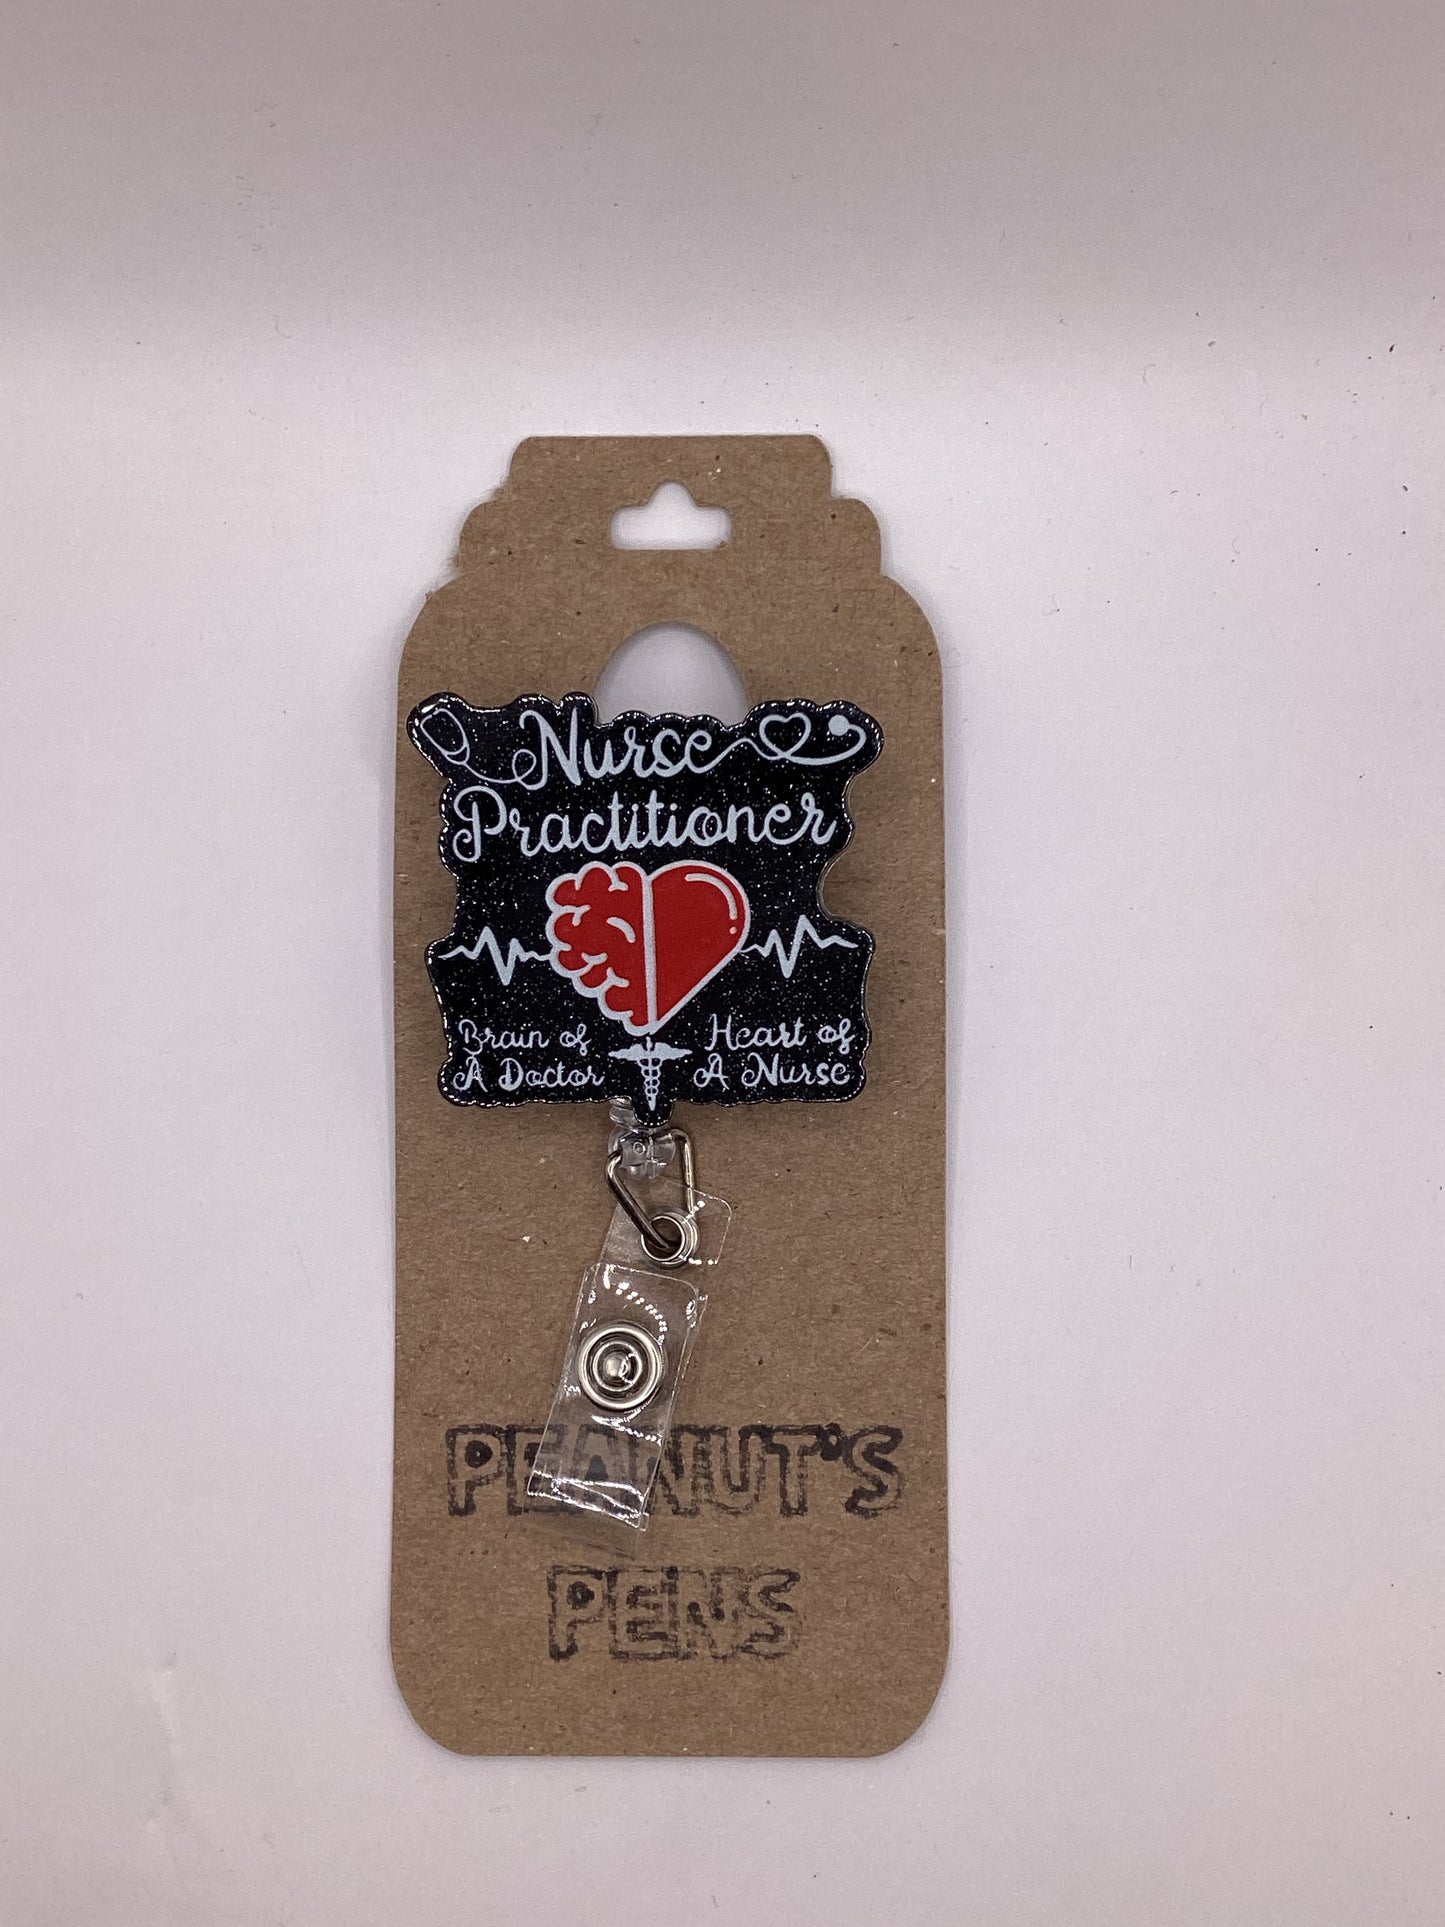 Nurse
Practitioner
Brain of
A Doctor
Heart of
A Nurse
PEANUT'S
PENS